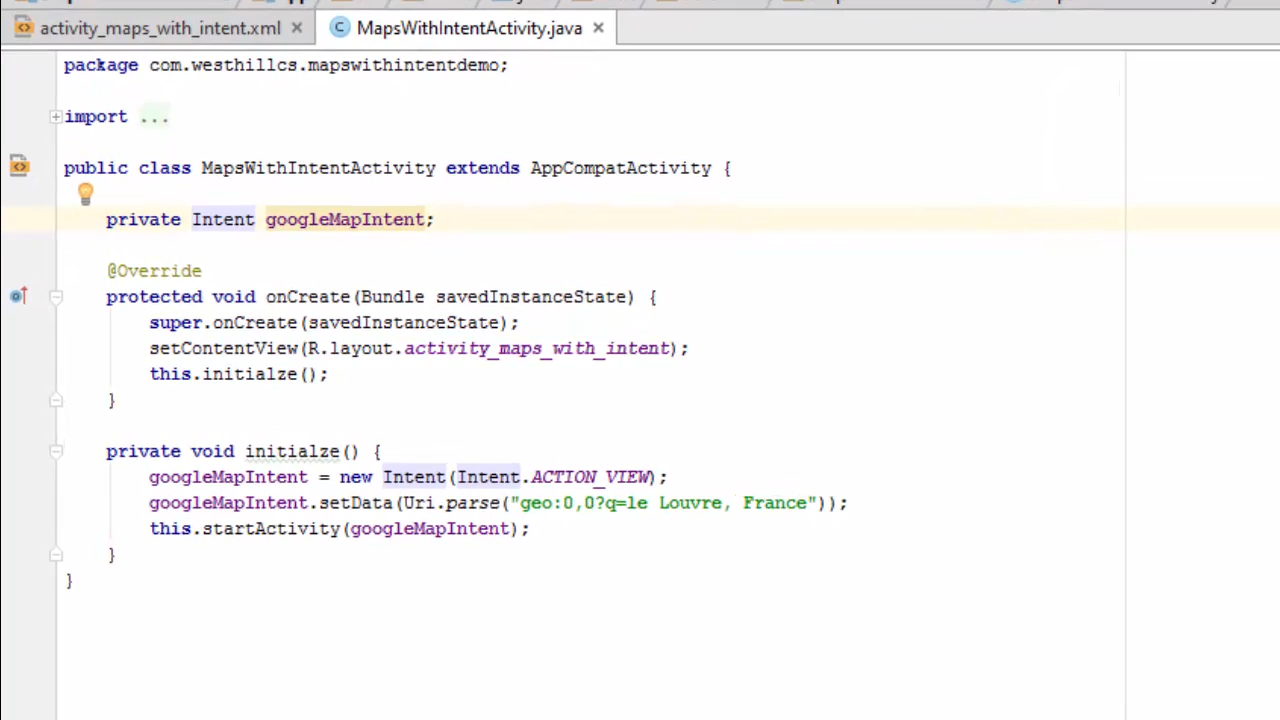 activity_maps_with_intent.xml MapsWithIntentActivity.java
package com.westhillcs.mapswithintentdemo;
import ...
public class MapsWithIntentActivity extends AppCompatActivity {
private Intent googleMapIntent;
@Override
protected void onCreate(Bundle savedInstanceState) {
super.onCreate(savedInstanceState);
setContentView(R.layout.activity_maps_with_intent);
this.initialze();
}
private void initialze() {
googleMapIntent = new Intent(Intent.ACTION_VIEW);
googleMapIntent.setData(Uri.parse("geo:0,0?q=le Louvre, France"));
this.startActivity(googleMapIntent);
}
}